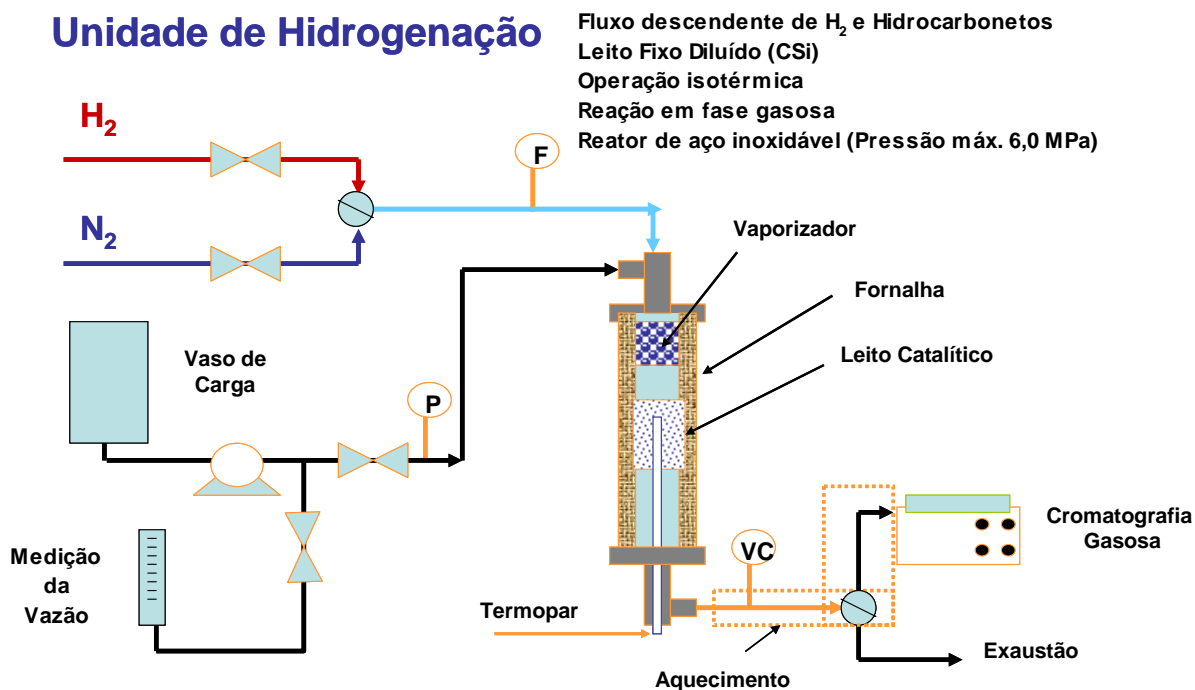 Unidade de Hidrogenação
Fluxo descendente de H2 e Hidrocarbonetos
Leito Fixo Diluído (CSi)
Operação isotérmica
Reação em fase gasosa
Reator de aço inoxidável (Pressão máx. 6,0 MPa)
H2
F
N2
Vaporizador
Fornalha
Vaso de
Carga
Leito Catalítico
P
Cromatografia
Gasosa
Medição
da
Vazão
VC
Termopar
Exaustão
Aquecimento